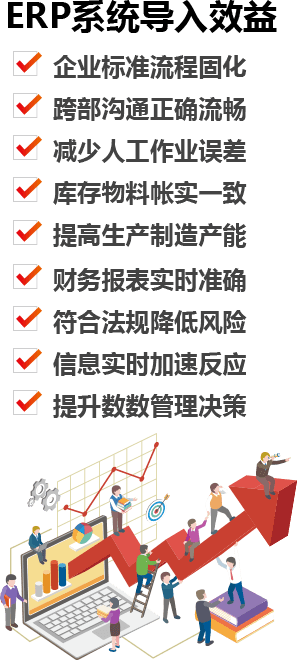 ERP系统导入效益
企业标准流程固化
跨部沟通正确流畅
减少人工作业误差
库存物料帐实一致
提高生产制造产能
财务报表实时准确
符合法规降低风险
信息实时加速反应
提升数数管理决策